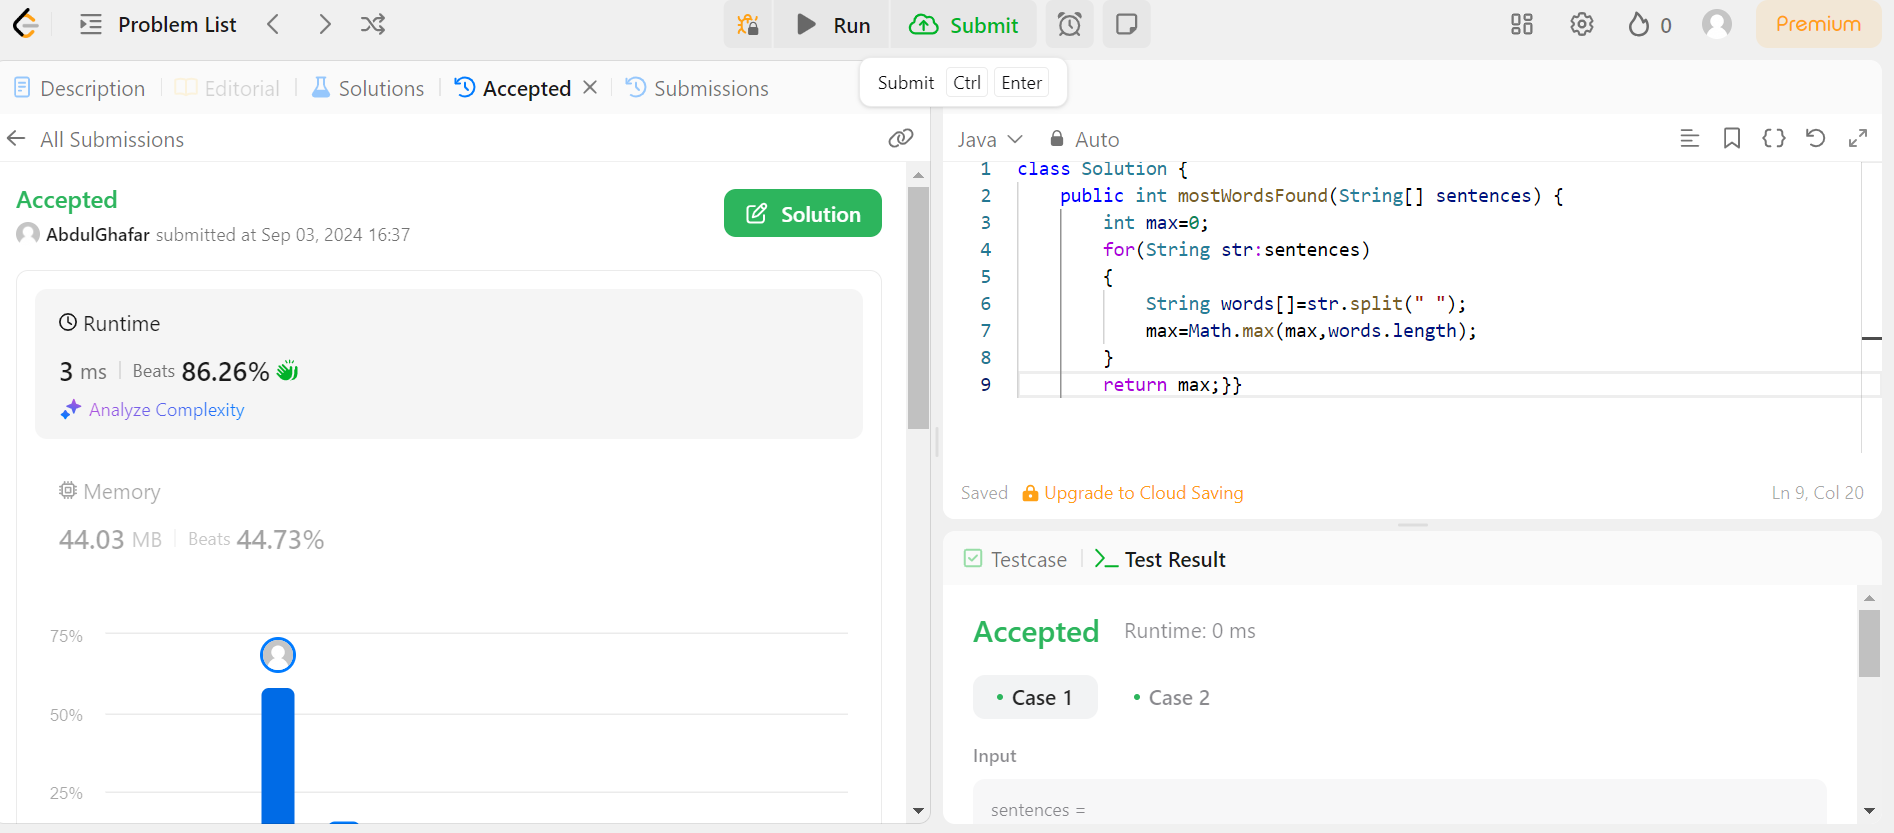 Problem List
Run
Submit
0
Premium
Description
Editorial
Solutions
Accepted
Submissions
Submit Ctrl Enter
All Submissions
Accepted
AbdulGhafar submitted at Sep 03, 2024 16:37
Solution
Runtime
3 ms Beats 86.26%
Analyze Complexity
Memory
44.03 MB Beats 44.73%
75%
50%
25%
Java Auto
1 class Solution {
2 public int mostWordsFound(String[] sentences) {
3 int max=0;
4 for(String str:sentences)
5 {
6 String words[]=str.split(" ");
7 max=Math.max(max,words.length);
8 }
9 return max;}}
Saved Upgrade to Cloud Saving Ln 9, Col 20
Testcase Test Result
Accepted Runtime: 0 ms
Case 1 Case 2
Input
sentences =